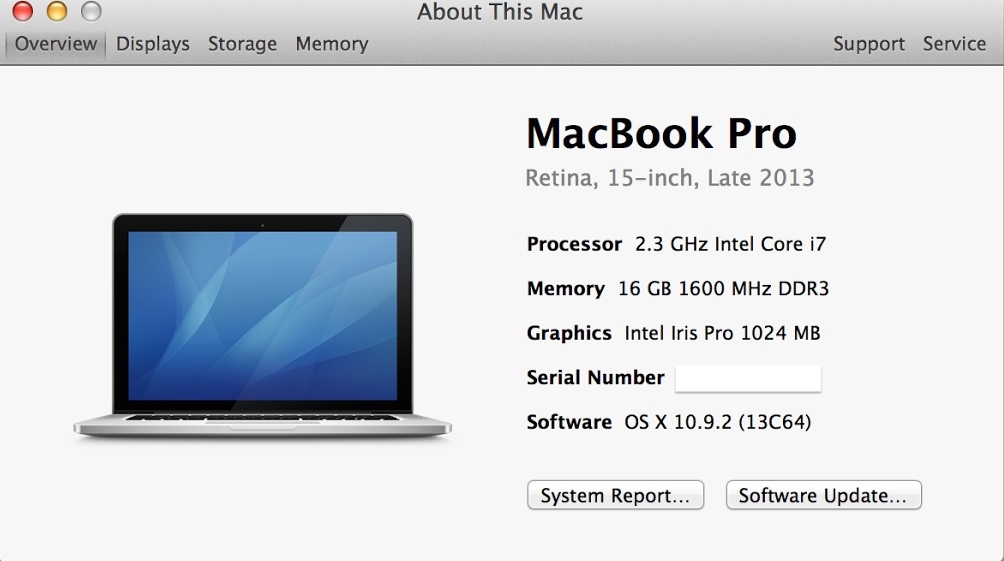 About This Mac
Overview Displays Storage Memory Support Service
MacBook Pro
Retina, 15-inch, Late 2013
Processor 2.3 GHz Intel Core i7
Memory 16 GB 1600 MHz DDR3
Graphics Intel Iris Pro 1024 MB
Serial Number
Software OS X 10.9.2 (13C64)
System Report... Software Update...